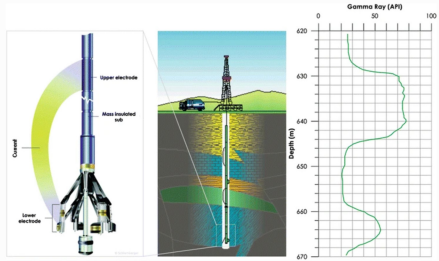 Upper electrode
Mass insulated
sub
Current
Lower
electrode
Gamma Ray (API)
0
50
100
Depth (m)
620
630
640
650
660
670